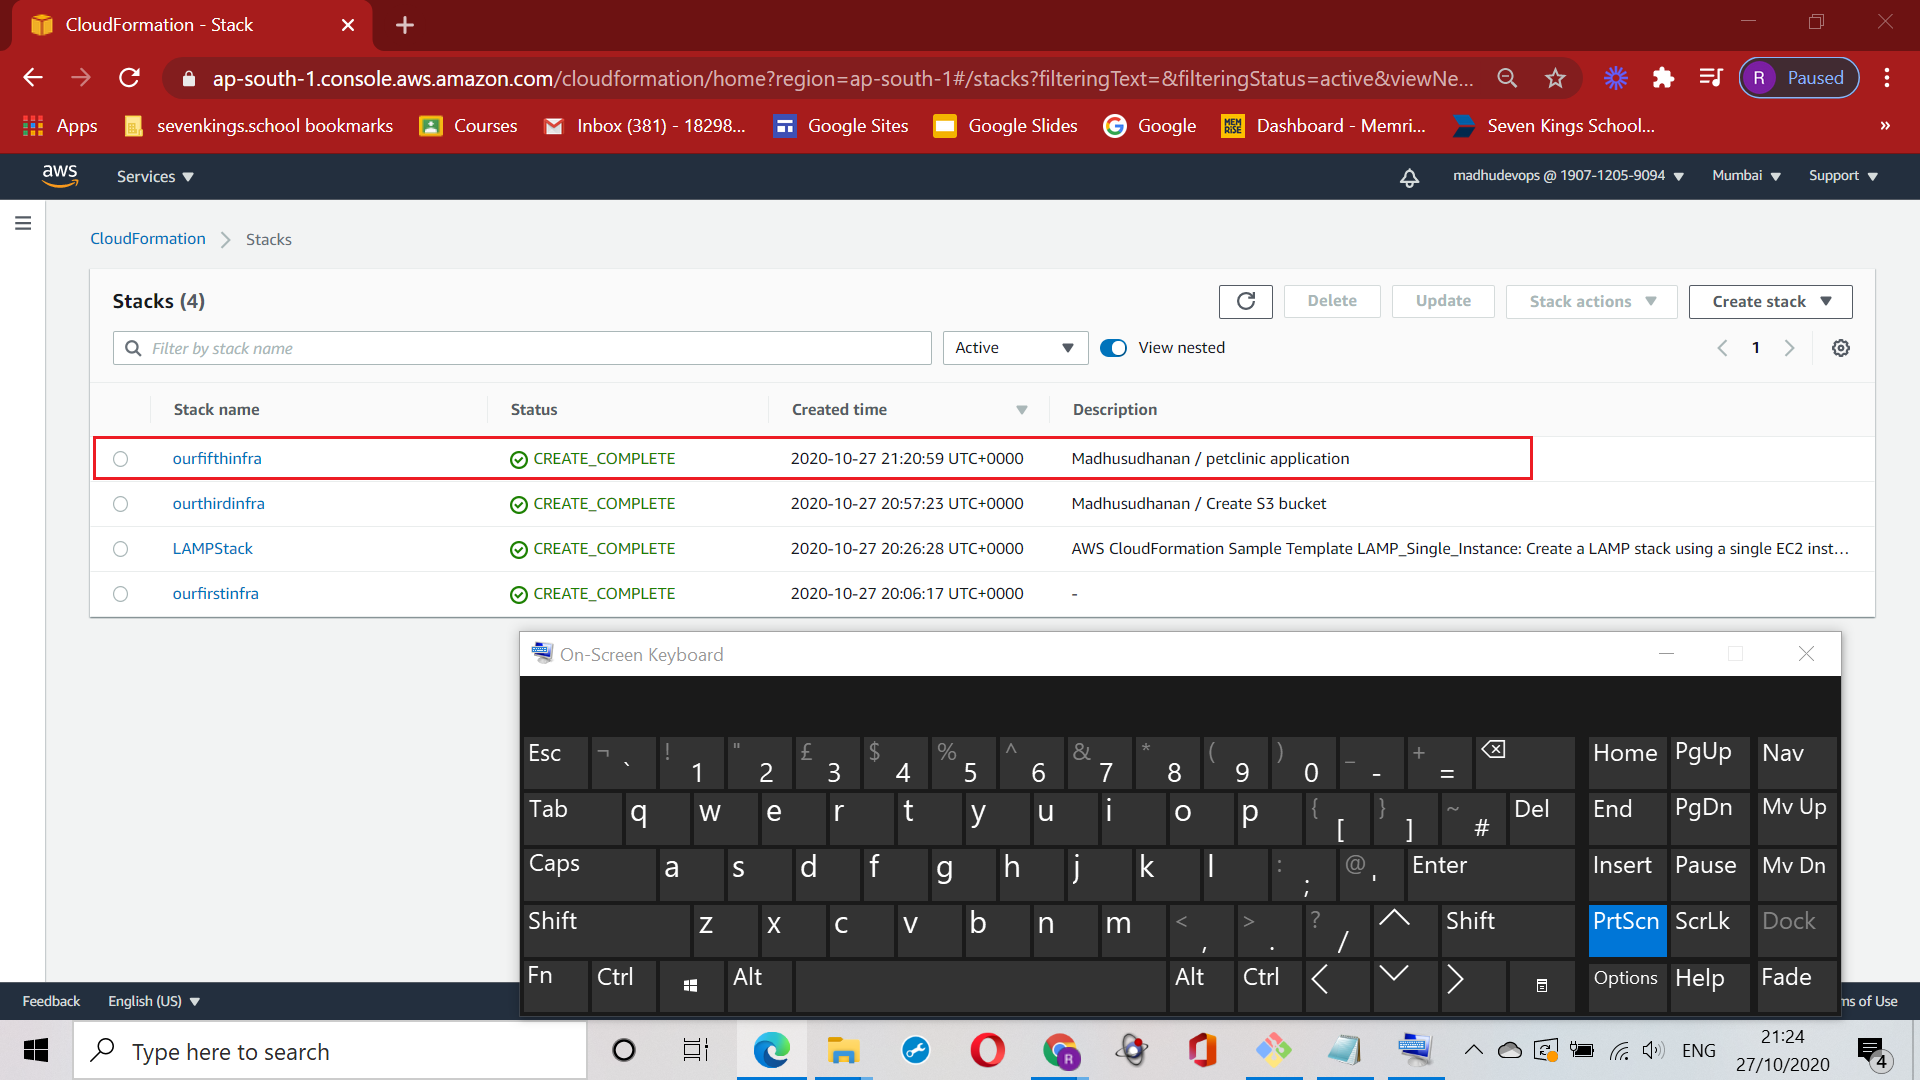 CloudFormation - Stack
ap-south-1.console.aws.amazon.com/cloudformation/home?region=ap-south-1#/stacks?filteringText=&filteringStatus=active&viewNe...
R Paused
Apps sevenkings.school bookmarks Courses Inbox (381) - 18298... Google Sites Google Slides Google Dashboard - Memri... Seven Kings School... »
aws Services madhudevops @ 1907-1205-9094 Mumbai Support
CloudFormation Stacks
Stacks (4)
Delete Update Stack actions Create stack
Filter by stack name Active View nested 1
Stack name Status Created time Description
ourfifthinfra CREATE_COMPLETE 2020-10-27 21:20:59 UTC+0000 Madhusudhanan / petclinic application
ourthirdinfra CREATE_COMPLETE 2020-10-27 20:57:23 UTC+0000 Madhusudhanan / Create S3 bucket
LAMPStack CREATE_COMPLETE 2020-10-27 20:26:28 UTC+0000 AWS CloudFormation Sample Template LAMP_Single_Instance: Create a LAMP stack using a single EC2 inst...
ourfirstinfra CREATE_COMPLETE 2020-10-27 20:06:17 UTC+0000 -
On-Screen Keyboard
Esc ¬ ` ! 1 " 2 £ 3 $ 4 % 5 ^ 6 & 7 * 8 ( 9 ) 0 _ - + = Home PgUp Nav
Tab q w e r t y u i o p { [ } ] ~ # Del End PgDn Mv Up
Caps a s d f g h j k l : ; @ ' Enter Insert Pause Mv Dn
Shift z x c v b n m < , > . ? / Shift PrtScn ScrLk Dock
Fn Ctrl Alt Alt Ctrl Options Help Fade
Feedback English (US) ms of Use
Type here to search
R
ENG
21:24
27/10/2020
4